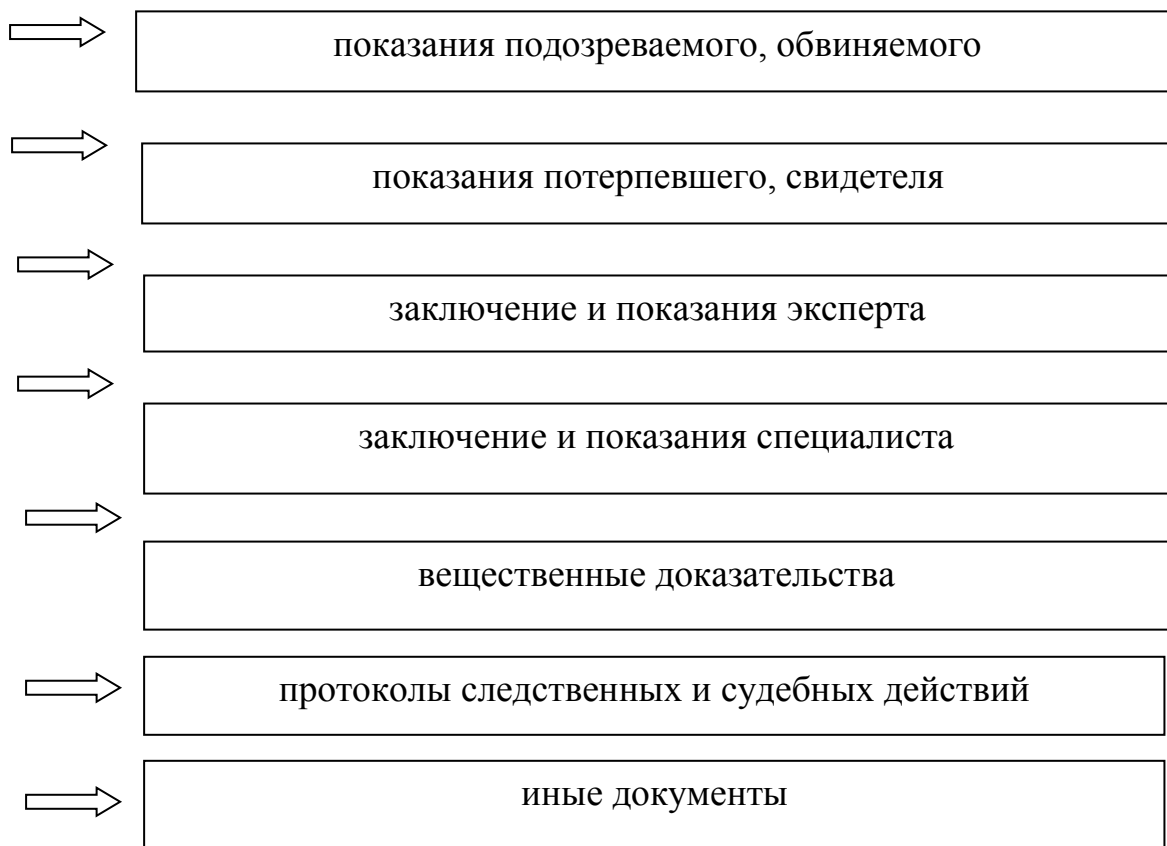 показания подозреваемого, обвиняемого
показания потерпевшего, свидетеля
заключение и показания эксперта
заключение и показания специалиста
вещественные доказательства
протоколы следственных и судебных действий
иные документы